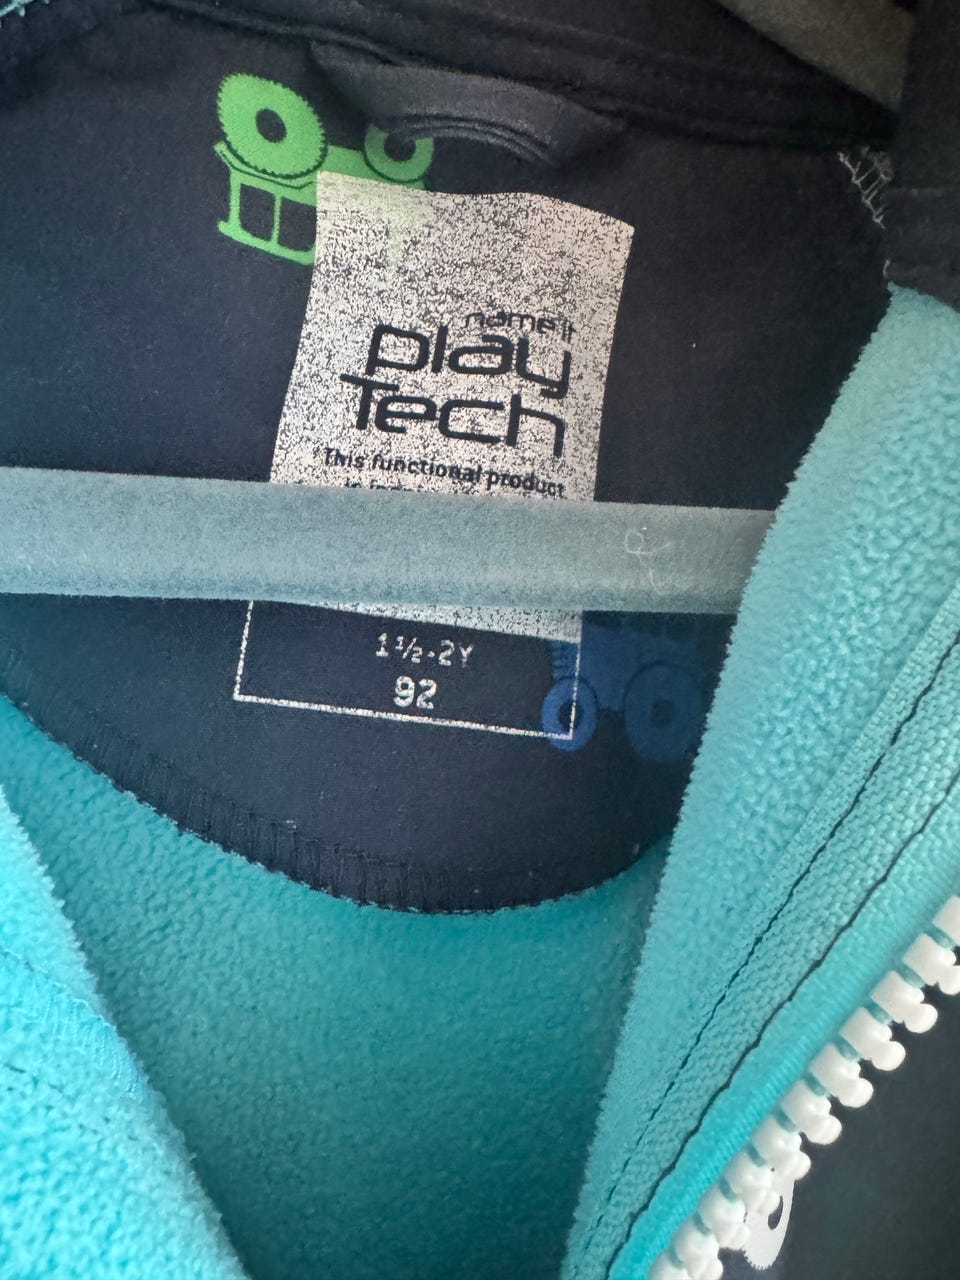 name it
play
Tech
This functional product
1½-2Y
92